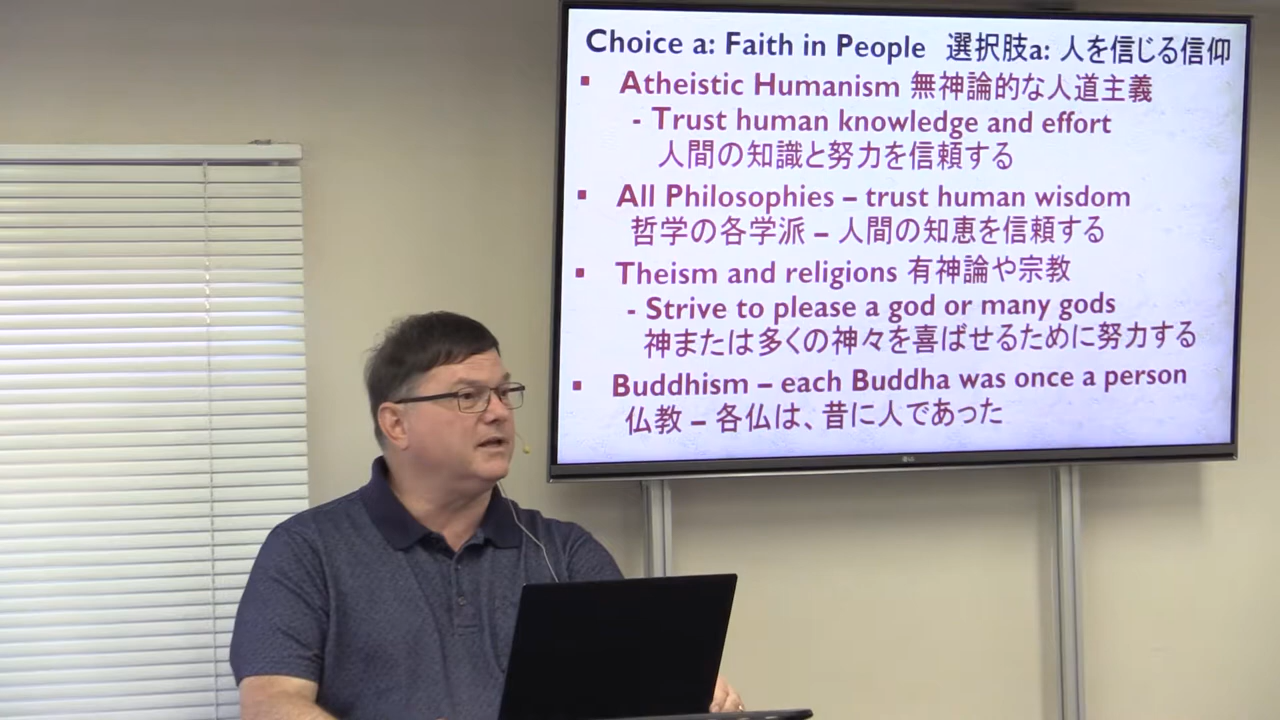 Choice a: Faith in People 選択肢a: 人を信じる信仰
▪ Atheistic Humanism 無神論的な人道主義
- Trust human knowledge and effort
人間の知識と努力を信頼する
▪ All Philosophies – trust human wisdom
哲学の各学派 – 人間の知恵を信頼する
▪ Theism and religions 有神論や宗教
- Strive to please a god or many gods
神または多くの神々を喜ばせるために努力する
▪ Buddhism – each Buddha was once a person
仏教 – 各仏は、昔に人であった
LG